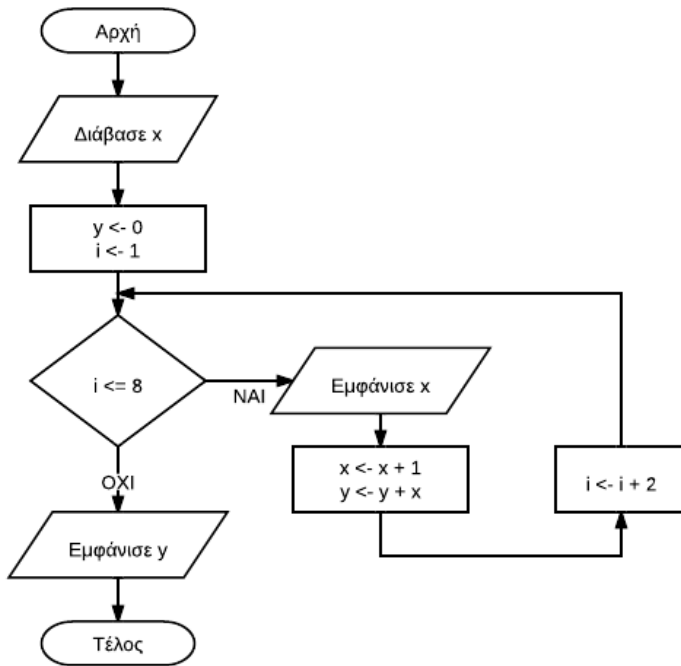 Αρχή
Διάβασε x
y <- 0
i <- 1
i <= 8
ΝΑΙ
Εμφάνισε x
x <- x + 1
y <- y + x
i <- i + 2
ΟΧΙ
Εμφάνισε y
Τέλος